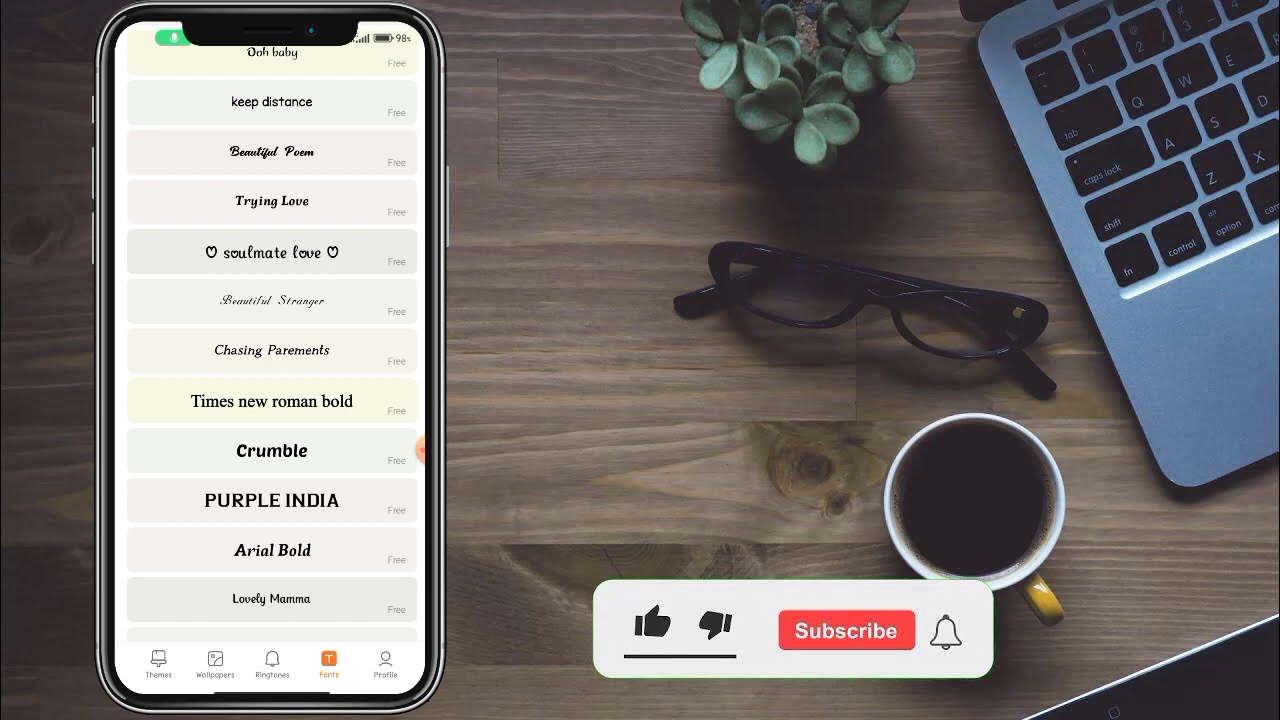 98%
Ooh baby
Free
keep distance
Free
Beautiful Poem
Free
Trying Love
Free
♡ soulmate love ♡
Free
Beautiful Stranger
Free
Chasing Parements
Free
Times new roman bold
Free
Crumble
Free
PURPLE INDIA
Free
Arial Bold
Free
Lovely Mamma
Free
Themes
Wallpapers
Ringtones
Fonts
Profile
Subscribe
tab
caps lock
shift
fn
control
alt
option
Q
W
E
A
S
D
Z
X